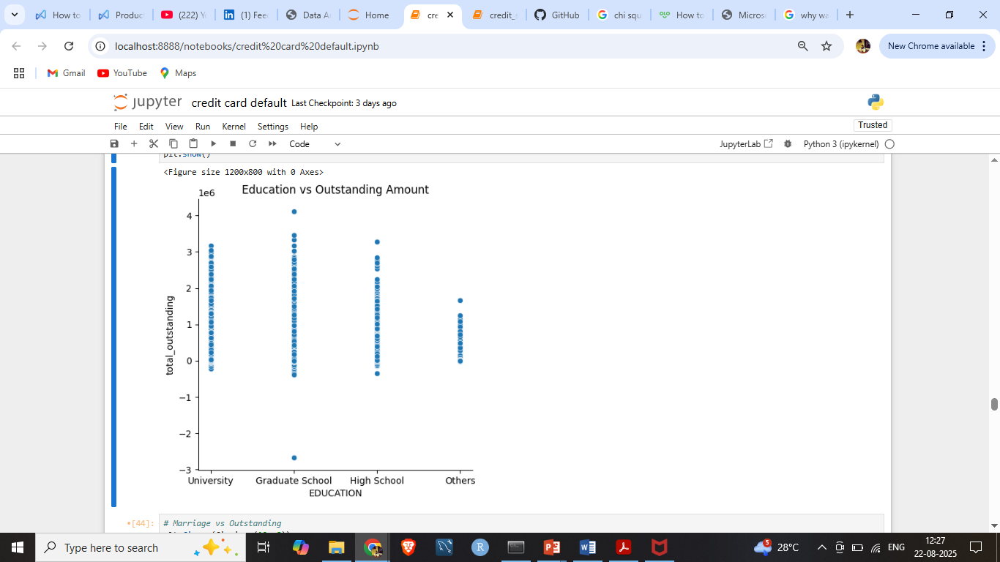 How to
Product
(222) Y
(1) Fee
Data A
Home
cre
credit_
GitHub
chi squ
How to
Micros
why wa
localhost:8888/notebooks/credit%20card%20default.ipynb
New Chrome available
Gmail
YouTube
Maps
jupyter credit card default Last Checkpoint: 3 days ago
File Edit View Run Kernel Settings Help
Trusted
Code
JupyterLab
Python 3 (ipykernel)
plt.show()
<Figure size 1200x800 with 0 Axes>
Education vs Outstanding Amount
1e6
4
3
2
1
0
−1
−2
−3
total_outstanding
University Graduate School High School Others
EDUCATION
*[44]: # Marriage vs Outstanding
Type here to search
5
28°C
ENG
12:27
22-08-2025